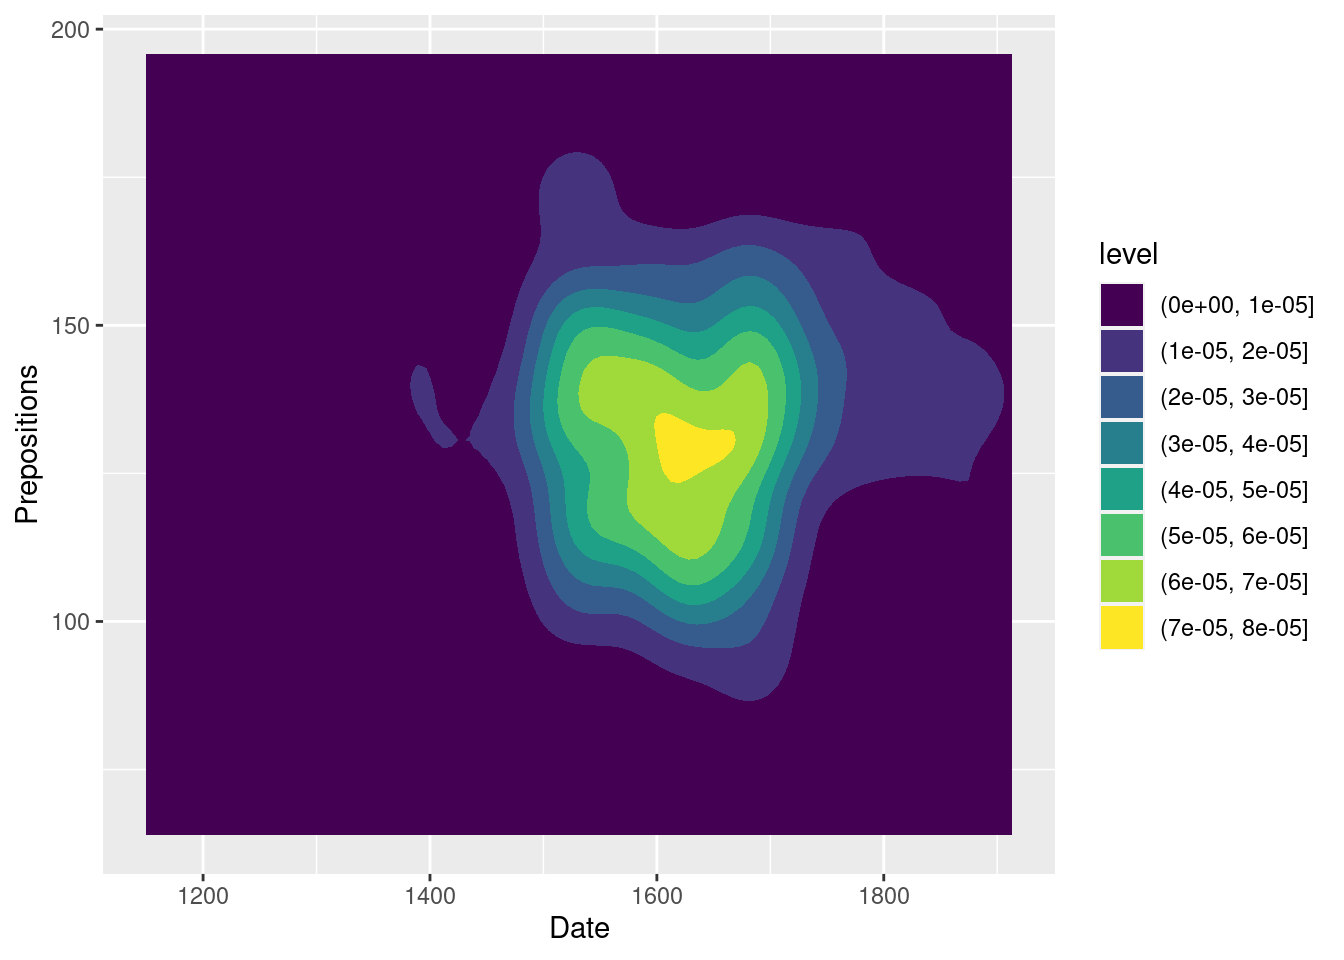 200
150
100
Prepositions
1200 1400 1600 1800
Date
level
(0e+00, 1e-05]
(1e-05, 2e-05]
(2e-05, 3e-05]
(3e-05, 4e-05]
(4e-05, 5e-05]
(5e-05, 6e-05]
(6e-05, 7e-05]
(7e-05, 8e-05]